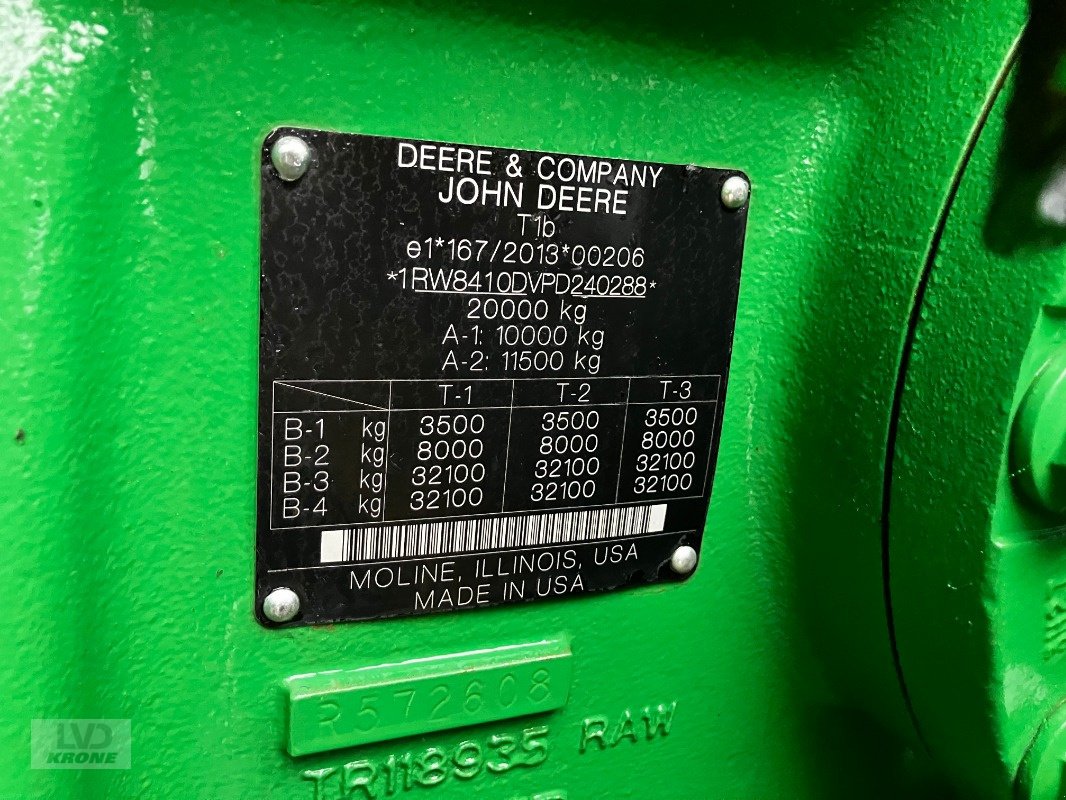 DEERE & COMPANY
JOHN DEERE
T1b
e1*167/2013*00206
*1RW8410DVPD240288*
20000 kg
A-1: 10000 kg
A-2: 11500 kg
T-1 T-2 T-3
B-1 kg 3500 3500 3500
B-2 kg 8000 8000 8000
B-3 kg 32100 32100 32100
B-4 kg 32100 32100 32100
MOLINE, ILLINOIS, USA
MADE IN USA
R572608
TR118935 RAW
LVD
KRONE